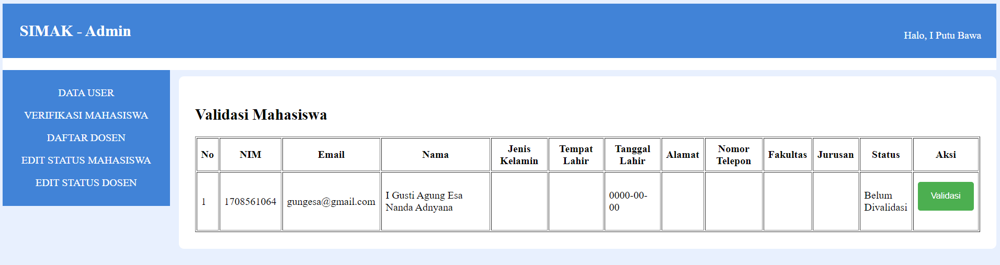 SIMAK - Admin
Halo, I Putu Bawa
DATA USER
VERIFIKASI MAHASISWA
DAFTAR DOSEN
EDIT STATUS MAHASISWA
EDIT STATUS DOSEN
Validasi Mahasiswa
No NIM Email Nama Jenis Kelamin Tempat Lahir Tanggal Lahir Alamat Nomor Telepon Fakultas Jurusan Status Aksi
1 1708561064 gungesa@gmail.com I Gusti Agung Esa Nanda Adnyana 0000-00-00 Belum Divalidasi Validasi